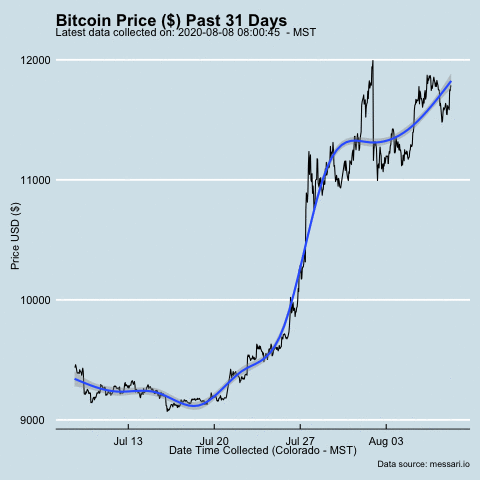 Bitcoin Price ($) Past 31 Days
Latest data collected on: 2020-08-08 08:00:45  - MST
12000
11000
10000
9000
Price USD ($)
Jul 13 Jul 20 Jul 27 Aug 03
Date Time Collected (Colorado - MST)
Data source: messari.io